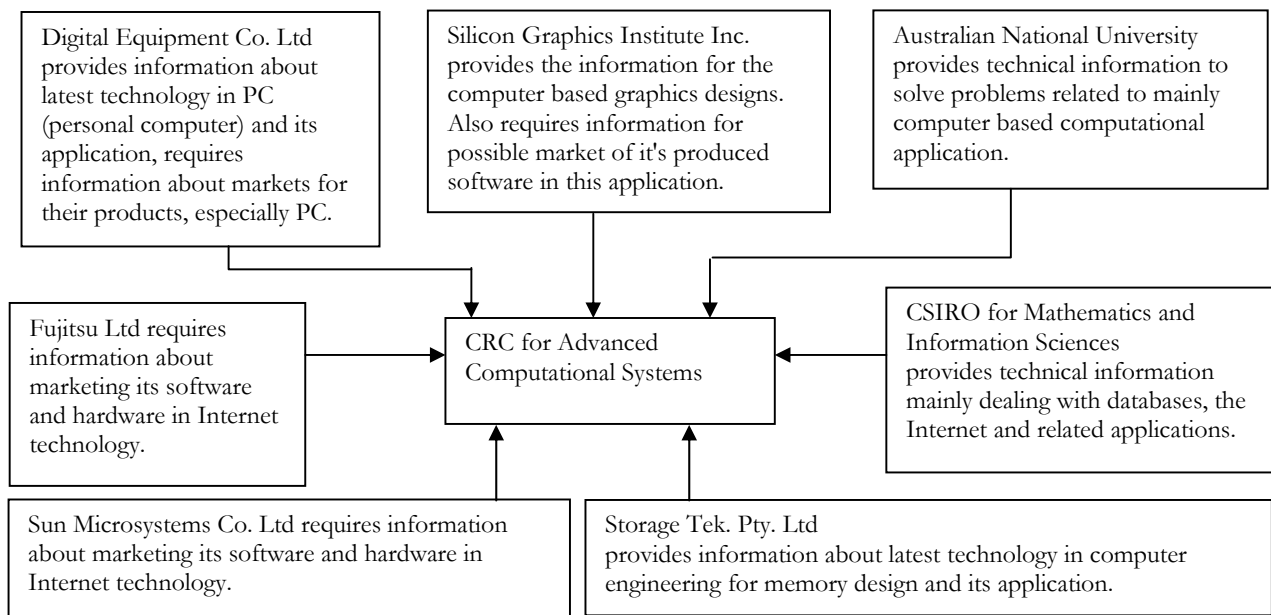 Digital Equipment Co. Ltd
provides information about
latest technology in PC
(personal computer) and its
application, requires
information about markets for
their products, especially PC.
Silicon Graphics Institute Inc.
provides the information for the
computer based graphics designs.
Also requires information for
possible market of it's produced
software in this application.
Australian National University
provides technical information to
solve problems related to mainly
computer based computational
application.
Fujitsu Ltd requires
information about
marketing its software
and hardware in Internet
technology.
CRC for Advanced
Computational Systems
CSIRO for Mathematics and
Information Sciences
provides technical information
mainly dealing with databases, the
Internet and related applications.
Sun Microsystems Co. Ltd requires information
about marketing its software and hardware in
Internet technology.
Storage Tek. Pty. Ltd
provides information about latest technology in computer
engineering for memory design and its application.